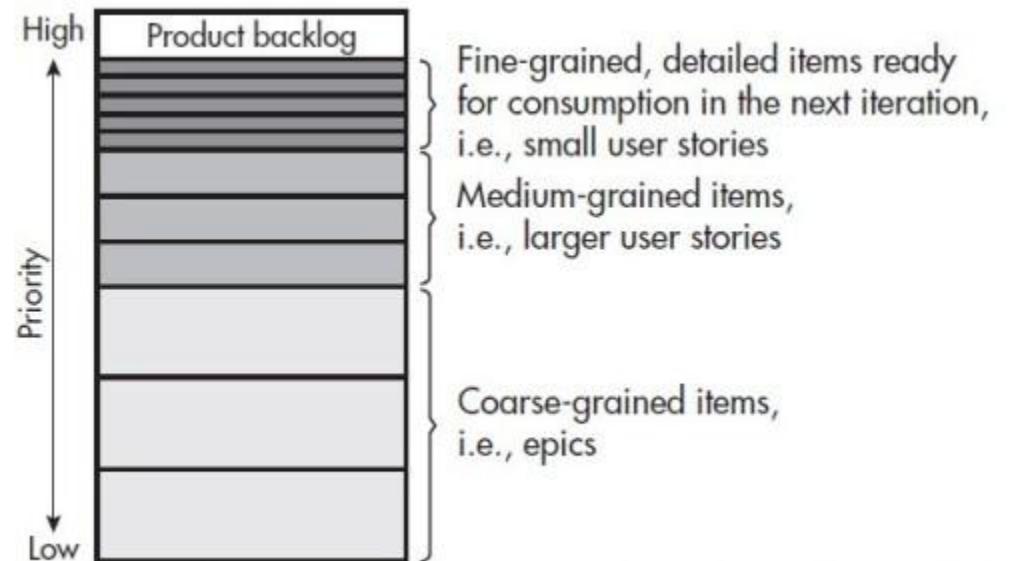 High
Product backlog
Fine-grained, detailed items ready
for consumption in the next iteration,
i.e., small user stories
Medium-grained items,
i.e., larger user stories
Priority
Coarse-grained items,
i.e., epics
Low